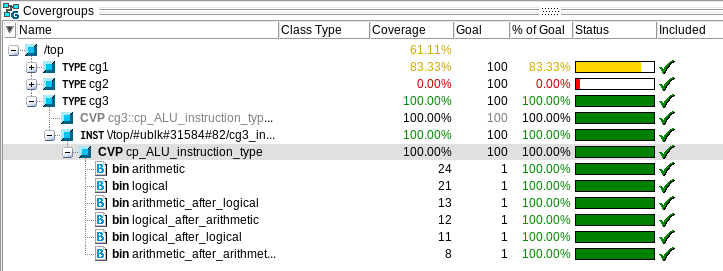 Covergroups
Name Class Type Coverage Goal % of Goal Status Included
/top 61.11%
TYPE cg1 83.33% 100 83.33%
TYPE cg2 0.00% 100 0.00%
TYPE cg3 100.00% 100 100.00%
CVP cg3::cp_ALU_instruction_typ... 100.00% 100 100.00%
INST \/top/#ublk#31584#82/cg3_in... 100.00% 100 100.00%
CVP cp_ALU_instruction_type 100.00% 100 100.00%
B bin arithmetic 24 1 100.00%
B bin logical 21 1 100.00%
B bin arithmetic_after_logical 13 1 100.00%
B bin logical_after_arithmetic 12 1 100.00%
B bin logical_after_logical 11 1 100.00%
B bin arithmetic_after_arithmet... 8 1 100.00%